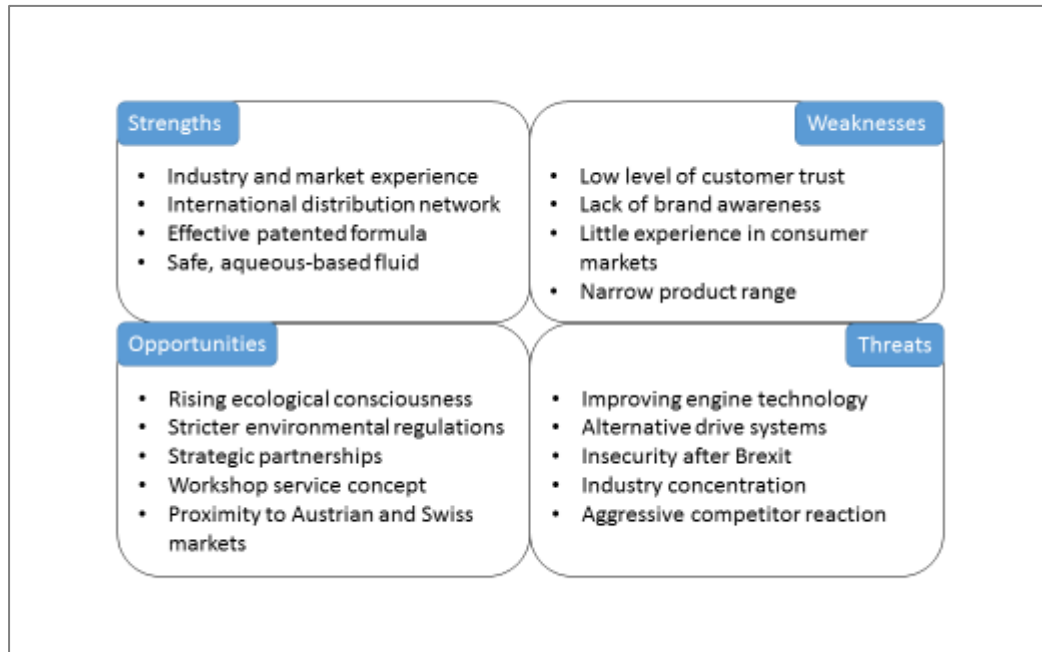 Strengths
• Industry and market experience
• International distribution network
• Effective patented formula
• Safe, aqueous-based fluid
Weaknesses
• Low level of customer trust
• Lack of brand awareness
• Little experience in consumer
markets
• Narrow product range
Opportunities
• Rising ecological consciousness
• Stricter environmental regulations
• Strategic partnerships
• Workshop service concept
• Proximity to Austrian and Swiss
markets
Threats
• Improving engine technology
• Alternative drive systems
• Insecurity after Brexit
• Industry concentration
• Aggressive competitor reaction